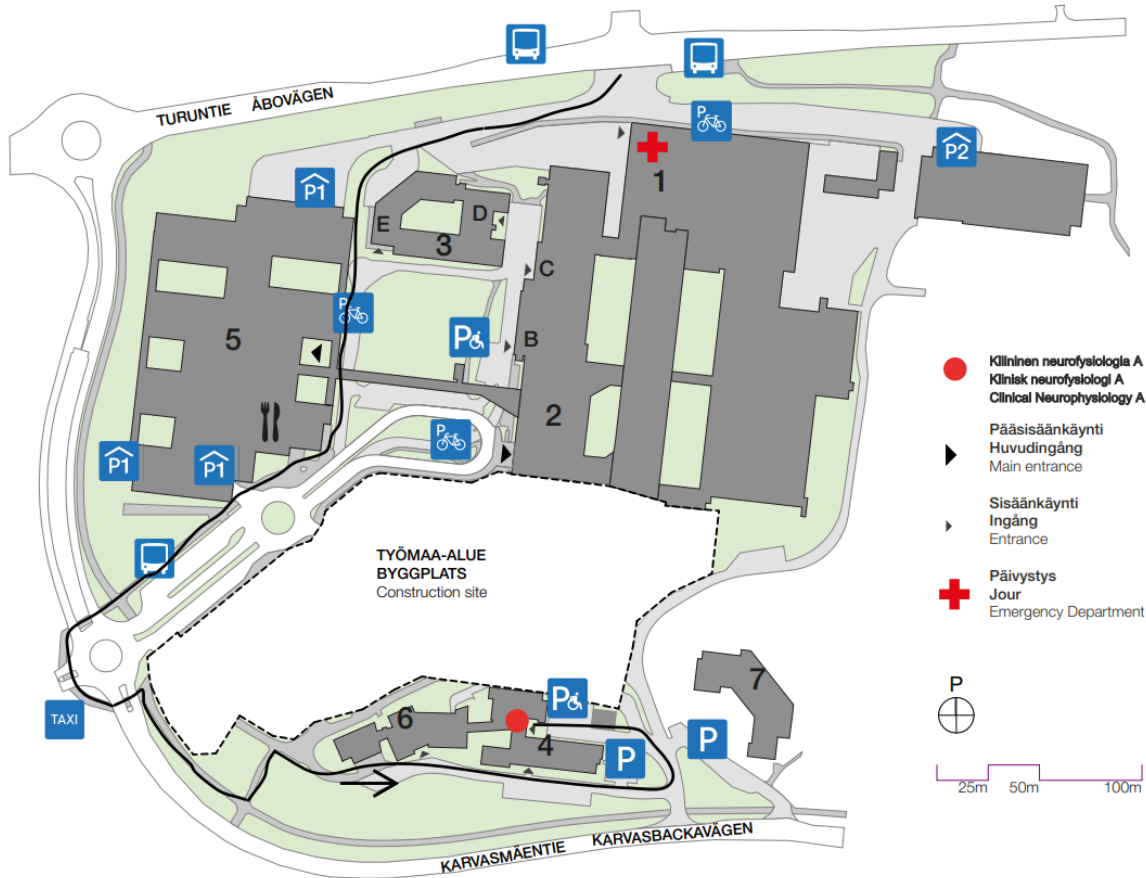 TURUNTIE ÅBOVÄGEN
P
P2
P1
1
E
D
3
C
P
5
P
B
2
P
P1
P1
TYÖMAA-ALUE
BYGGPLATS
Construction site
TAXI
6
P
4
P
P
7
KARVASMÄENTIE KARVASBACKAVÄGEN
Kliininen neurofysiologia A
Klinisk neurofysiologi A
Clinical Neurophysiology A
Pääsisäänkäynti
Huvudingång
Main entrance
Sisäänkäynti
Ingång
Entrance
Päivystys
Jour
Emergency Department
P
25m 50m 100m